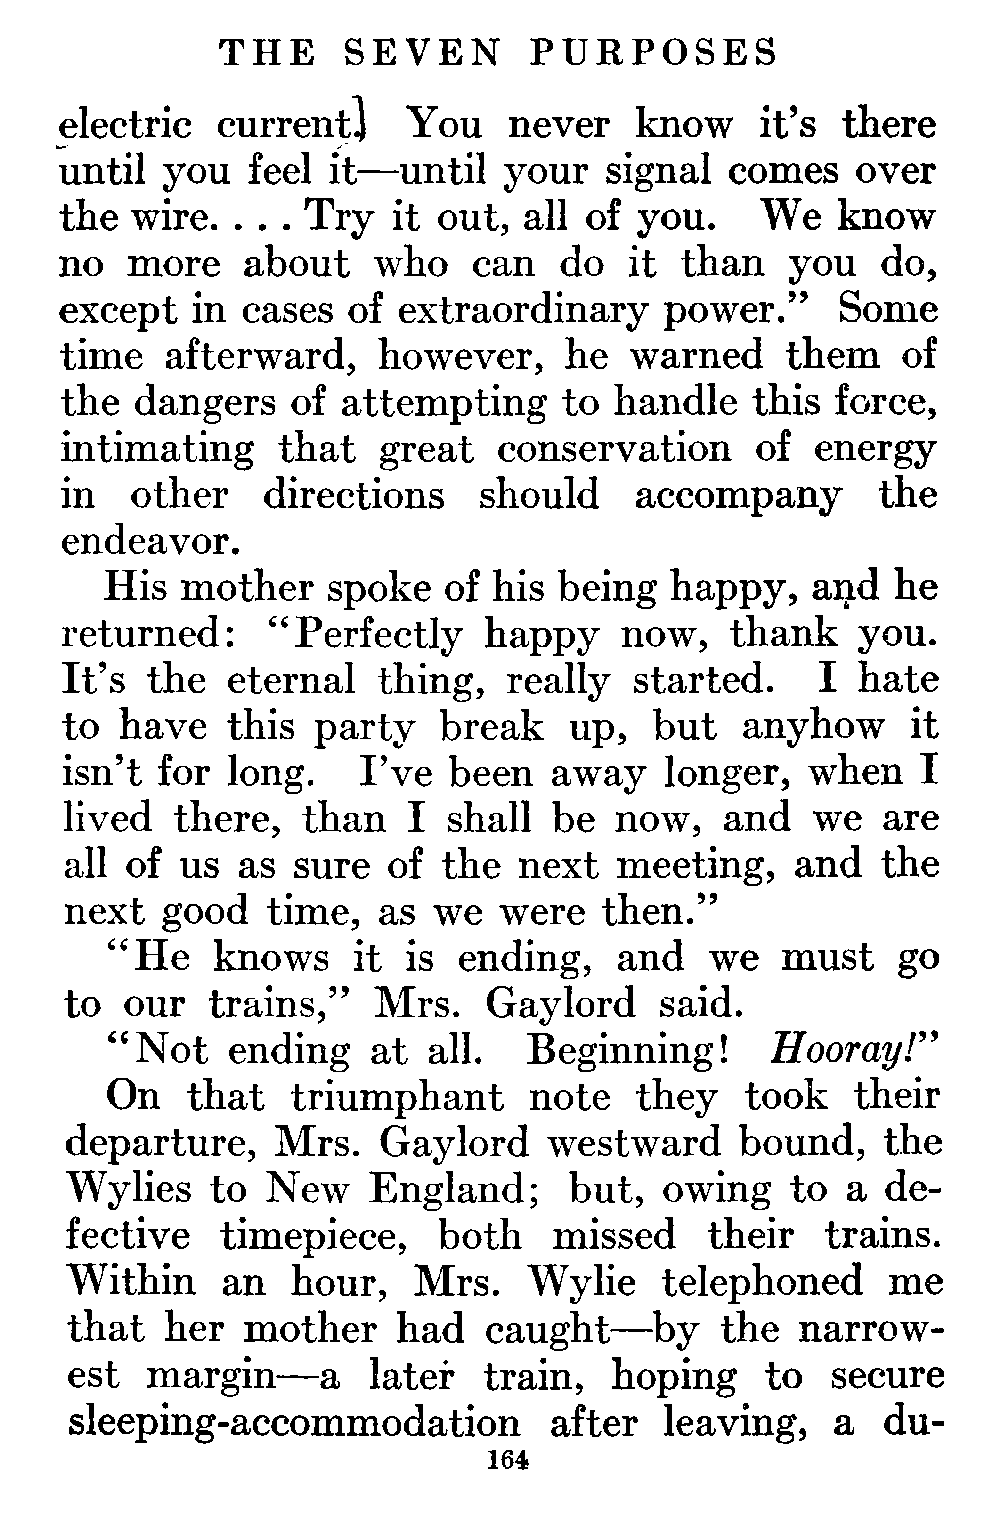 THE SEVEN PURPOSES
electric current.] You never know it's there
until you feel it—until your signal comes over
the wire. . . . Try it out, all of you. We know
no more about who can do it than you do,
except in cases of extraordinary power." Some
time afterward, however, he warned them of
the dangers of attempting to handle this force,
intimating that great conservation of energy
in other directions should accompany the
endeavor.
His mother spoke of his being happy, and he
returned: "Perfectly happy now, thank you.
It's the eternal thing, really started. I hate
to have this party break up, but anyhow it
isn't for long. I've been away longer, when I
lived there, than I shall be now, and we are
all of us as sure of the next meeting, and the
next good time, as we were then."
"He knows it is ending, and we must go
to our trains," Mrs. Gaylord said.
"Not ending at all. Beginning! Hooray!"
On that triumphant note they took their
departure, Mrs. Gaylord westward bound, the
Wylies to New England; but, owing to a de-
fective timepiece, both missed their trains.
Within an hour, Mrs. Wylie telephoned me
that her mother had caught—by the narrow-
est margin—a later train, hoping to secure
sleeping-accommodation after leaving, a du-
164